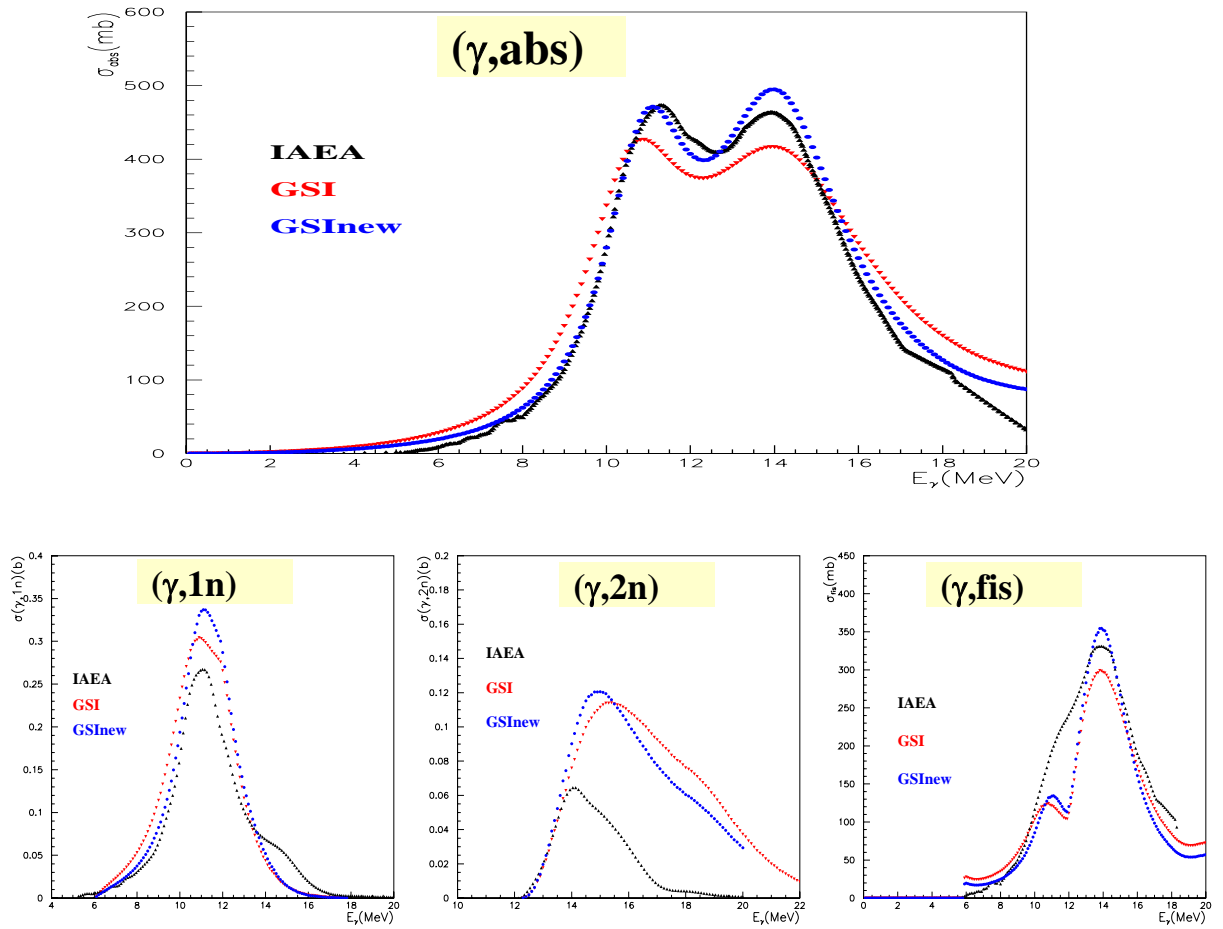 (γ,abs)
σabs(mb)
600
500
400
300
200
100
0
IAEA
GSI
GSInew
0 2 4 6 8 10 12 14 16 18 20
Eγ(MeV)
(γ,1n)
σ(γ,1n)(b)
0.4
0.35
0.3
0.25
0.2
0.15
0.1
0.05
0
IAEA
GSI
GSInew
4 6 8 10 12 14 16 18 20
Eγ(MeV)
(γ,2n)
σ(γ,2n)(b)
0.2
0.18
0.16
0.14
0.12
0.1
0.08
0.06
0.04
0.02
0
IAEA
GSI
GSInew
10 12 14 16 18 20 22
Eγ(MeV)
(γ,fis)
σfis(mb)
450
400
350
300
250
200
150
100
50
0
IAEA
GSI
GSInew
0 2 4 6 8 10 12 14 16 18 20
Eγ(MeV)